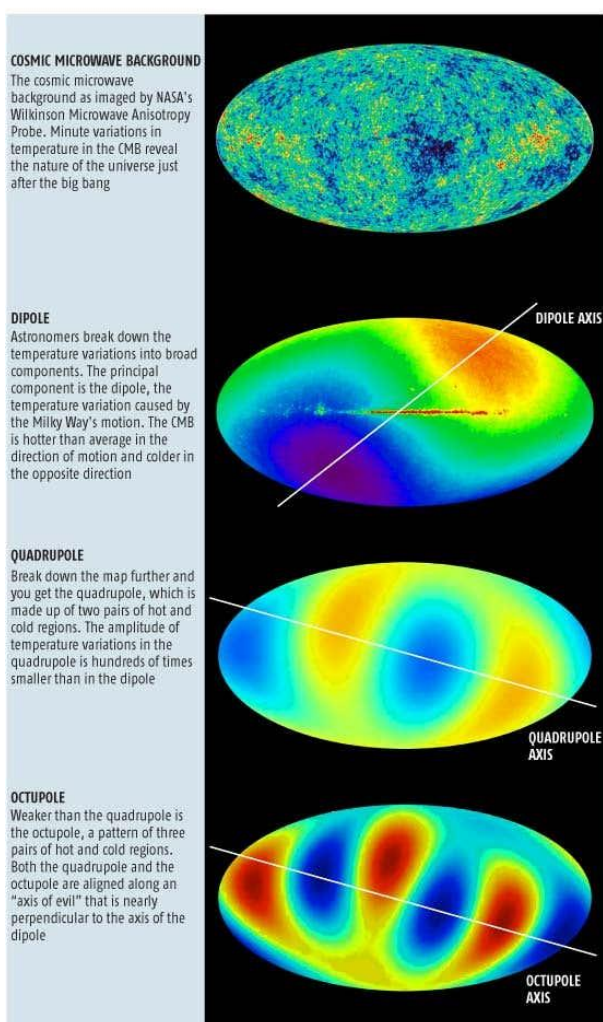 COSMIC MICROWAVE BACKGROUND
The cosmic microwave
background as imaged by NASA's
Wilkinson Microwave Anisotropy
Probe. Minute variations in
temperature in the CMB reveal
the nature of the universe just
after the big bang
DIPOLE
Astronomers break down the
temperature variations into broad
components. The principal
component is the dipole, the
temperature variation caused by
the Milky Way's motion. The CMB
is hotter than average in the
direction of motion and colder in
the opposite direction
DIPOLE AXIS
QUADRUPOLE
Break down the map further and
you get the quadrupole, which is
made up of two pairs of hot and
cold regions. The amplitude of
temperature variations in the
quadrupole is hundreds of times
smaller than in the dipole
QUADRUPOLE
AXIS
OCTUPOLE
Weaker than the quadrupole is
the octupole, a pattern of three
pairs of hot and cold regions.
Both the quadrupole and the
octupole are aligned along an
"axis of evil" that is nearly
perpendicular to the axis of the
dipole
OCTUPOLE
AXIS